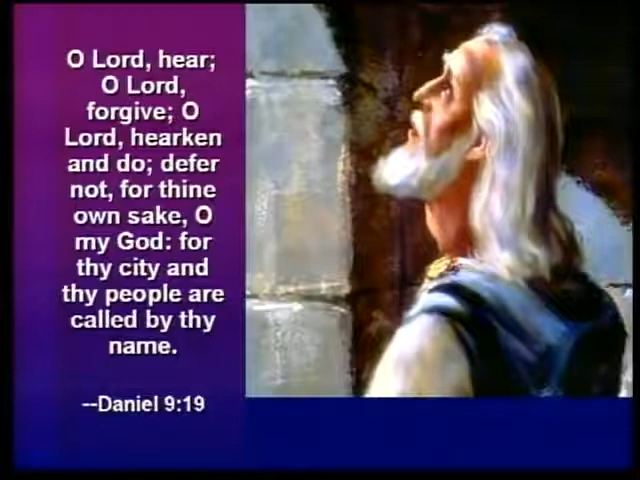 O Lord, hear;
O Lord,
forgive; O
Lord, hearken
and do; defer
not, for thine
own sake, O
my God: for
thy city and
thy people are
called by thy
name.
--Daniel 9:19